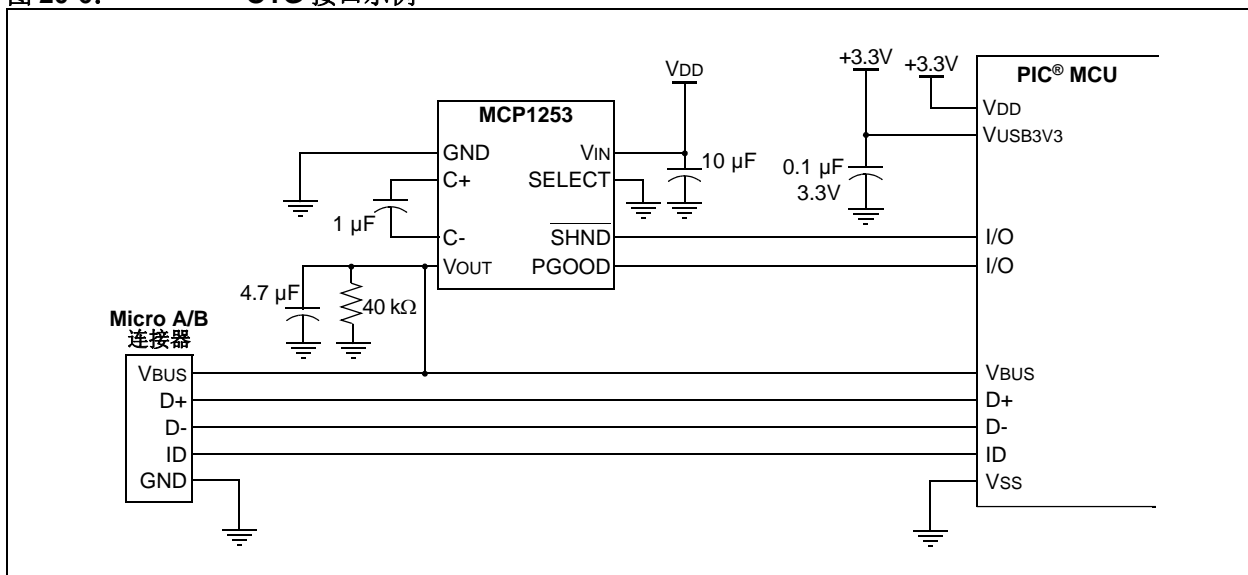 +3.3V
+3.3V
VDD
PIC® MCU
VDD
VUSB3V3
MCP1253
GND
VIN
10 µF
0.1 µF
3.3V
C+
SELECT
1 µF
C-
SHND
I/O
VOUT
PGOOD
I/O
4.7 µF
40 kΩ
Micro A/B
连接器
VBUS
VBUS
D+
D+
D-
D-
ID
ID
GND
VSS